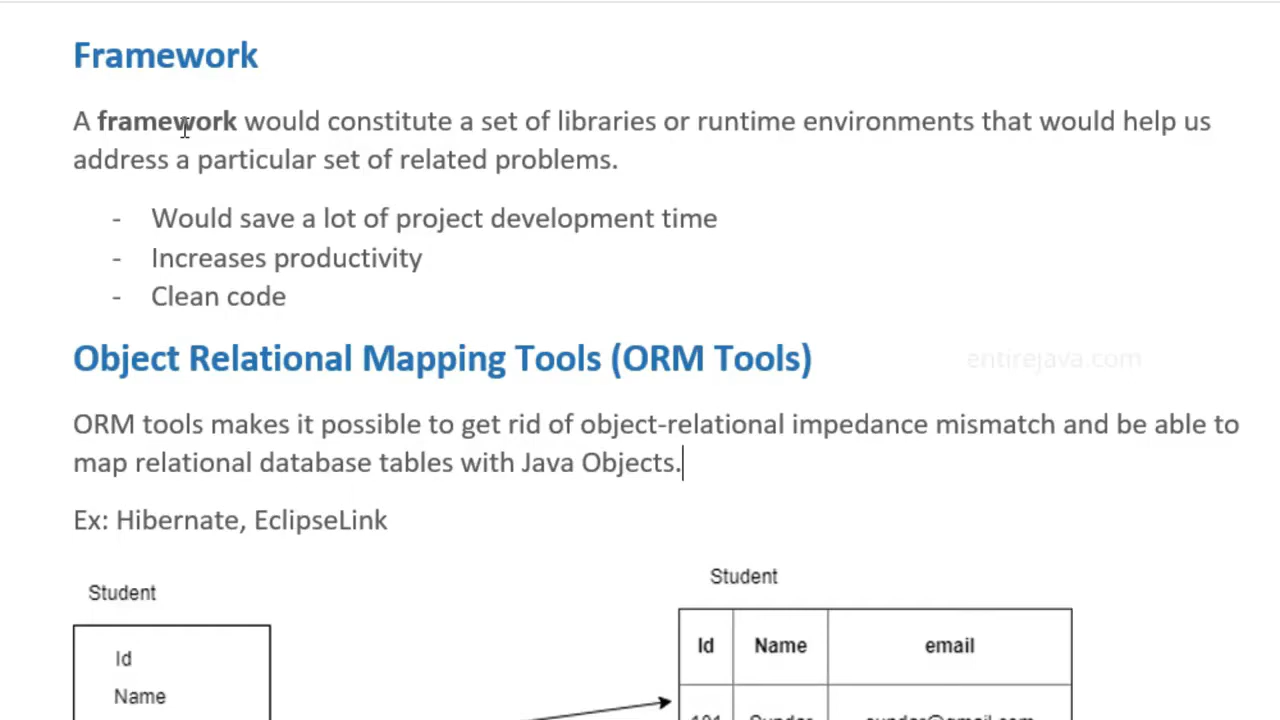 Framework
A framework would constitute a set of libraries or runtime environments that would help us
address a particular set of related problems.
- Would save a lot of project development time
- Increases productivity
- Clean code
Object Relational Mapping Tools (ORM Tools)
entirejava.com
ORM tools makes it possible to get rid of object-relational impedance mismatch and be able to
map relational database tables with Java Objects.
Ex: Hibernate, EclipseLink
Student
Student
Id
Name
Id Name email